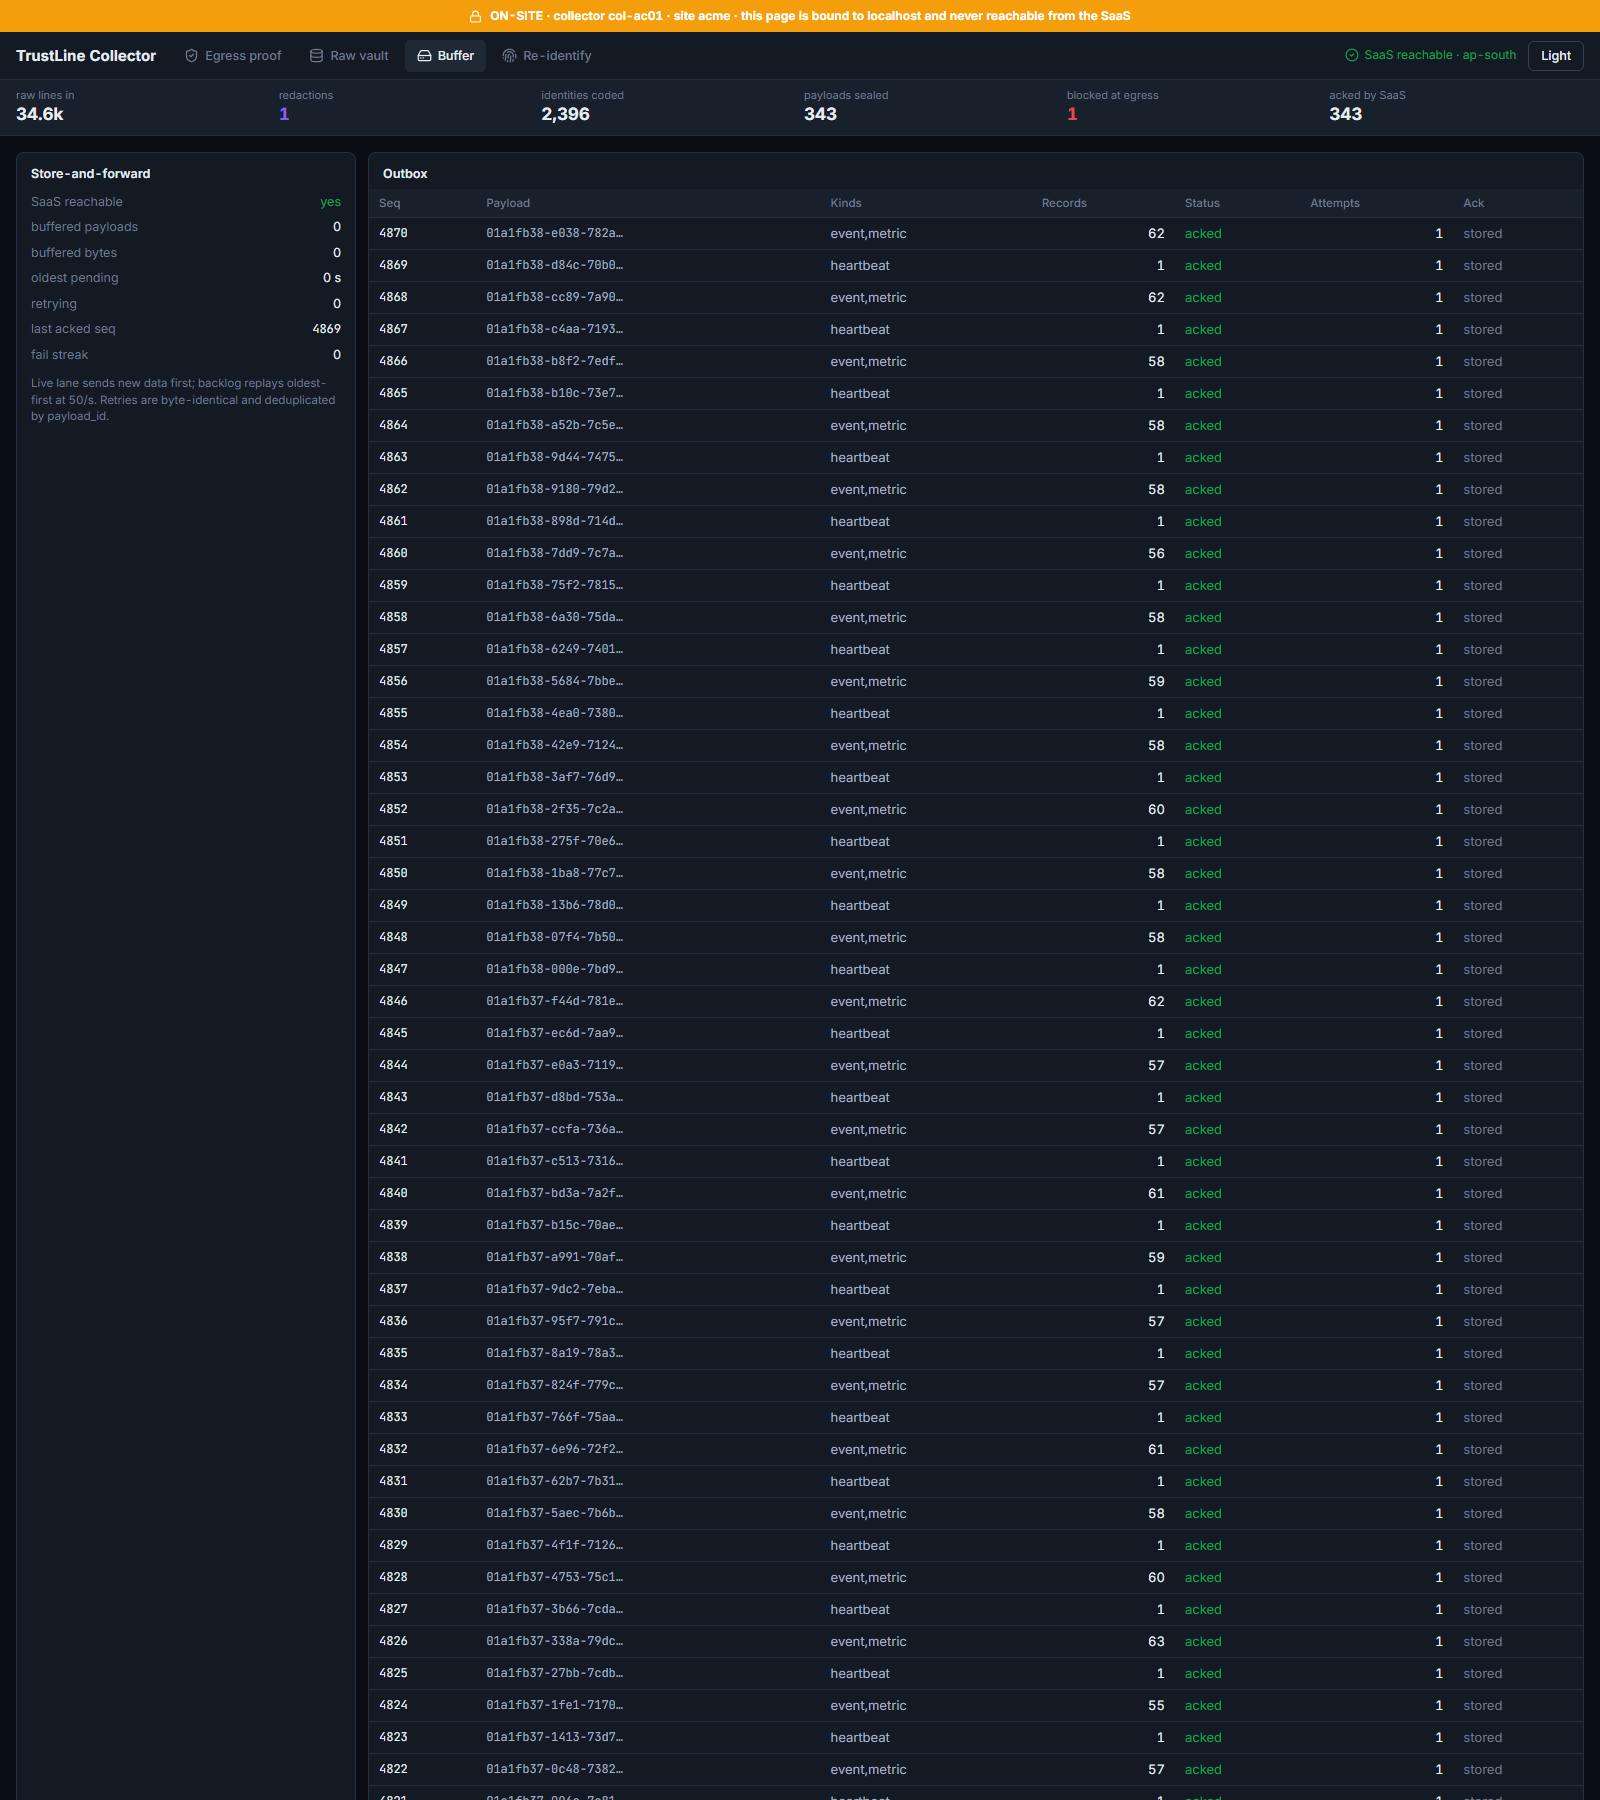 ON-SITE · collector col-ac01 · site acme · this page is bound to localhost and never reachable from the SaaS
TrustLine Collector Egress proof Raw vault Buffer Re-identify SaaS reachable · ap-south Light
raw lines in redactions identities coded payloads sealed blocked at egress acked by SaaS
34.6k 1 2,396 343 1 343
Store-and-forward
SaaS reachable yes
buffered payloads 0
buffered bytes 0
oldest pending 0 s
retrying 0
last acked seq 4869
fail streak 0
Live lane sends new data first; backlog replays oldest-
first at 50/s. Retries are byte-identical and deduplicated
by payload_id.
Outbox
Seq Payload Kinds Records Status Attempts Ack
4870 01a1fb38-e038-782a… event,metric 62 acked 1 stored
4869 01a1fb38-d84c-70b0… heartbeat 1 acked 1 stored
4868 01a1fb38-cc89-7a90… event,metric 62 acked 1 stored
4867 01a1fb38-c4aa-7193… heartbeat 1 acked 1 stored
4866 01a1fb38-b8f2-7edf… event,metric 58 acked 1 stored
4865 01a1fb38-b10c-73e7… heartbeat 1 acked 1 stored
4864 01a1fb38-a52b-7c5e… event,metric 58 acked 1 stored
4863 01a1fb38-9d44-7475… heartbeat 1 acked 1 stored
4862 01a1fb38-9180-79d2… event,metric 58 acked 1 stored
4861 01a1fb38-898d-714d… heartbeat 1 acked 1 stored
4860 01a1fb38-7dd9-7c7a… event,metric 56 acked 1 stored
4859 01a1fb38-75f2-7815… heartbeat 1 acked 1 stored
4858 01a1fb38-6a30-75da… event,metric 58 acked 1 stored
4857 01a1fb38-6249-7401… heartbeat 1 acked 1 stored
4856 01a1fb38-5684-7bbe… event,metric 59 acked 1 stored
4855 01a1fb38-4ea0-7380… heartbeat 1 acked 1 stored
4854 01a1fb38-42e9-7124… event,metric 58 acked 1 stored
4853 01a1fb38-3af7-76d9… heartbeat 1 acked 1 stored
4852 01a1fb38-2f35-7c2a… event,metric 60 acked 1 stored
4851 01a1fb38-275f-70e6… heartbeat 1 acked 1 stored
4850 01a1fb38-1ba8-77c7… event,metric 58 acked 1 stored
4849 01a1fb38-13b6-78d0… heartbeat 1 acked 1 stored
4848 01a1fb38-07f4-7b50… event,metric 58 acked 1 stored
4847 01a1fb38-000e-7bd9… heartbeat 1 acked 1 stored
4846 01a1fb37-f44d-781e… event,metric 62 acked 1 stored
4845 01a1fb37-ec6d-7aa9… heartbeat 1 acked 1 stored
4844 01a1fb37-e0a3-7119… event,metric 57 acked 1 stored
4843 01a1fb37-d8bd-753a… heartbeat 1 acked 1 stored
4842 01a1fb37-ccfa-736a… event,metric 57 acked 1 stored
4841 01a1fb37-c513-7316… heartbeat 1 acked 1 stored
4840 01a1fb37-bd3a-7a2f… event,metric 61 acked 1 stored
4839 01a1fb37-b15c-70ae… heartbeat 1 acked 1 stored
4838 01a1fb37-a991-70af… event,metric 59 acked 1 stored
4837 01a1fb37-9dc2-7eba… heartbeat 1 acked 1 stored
4836 01a1fb37-95f7-791c… event,metric 57 acked 1 stored
4835 01a1fb37-8a19-78a3… heartbeat 1 acked 1 stored
4834 01a1fb37-824f-779c… event,metric 57 acked 1 stored
4833 01a1fb37-766f-75aa… heartbeat 1 acked 1 stored
4832 01a1fb37-6e96-72f2… event,metric 61 acked 1 stored
4831 01a1fb37-62b7-7b31… heartbeat 1 acked 1 stored
4830 01a1fb37-5aec-7b6b… event,metric 58 acked 1 stored
4829 01a1fb37-4f1f-7126… heartbeat 1 acked 1 stored
4828 01a1fb37-4753-75c1… event,metric 60 acked 1 stored
4827 01a1fb37-3b66-7cda… heartbeat 1 acked 1 stored
4826 01a1fb37-338a-79dc… event,metric 63 acked 1 stored
4825 01a1fb37-27bb-7cdb… heartbeat 1 acked 1 stored
4824 01a1fb37-1fe1-7170… event,metric 55 acked 1 stored
4823 01a1fb37-1413-73d7… heartbeat 1 acked 1 stored
4822 01a1fb37-0c48-7382… event,metric 57 acked 1 stored